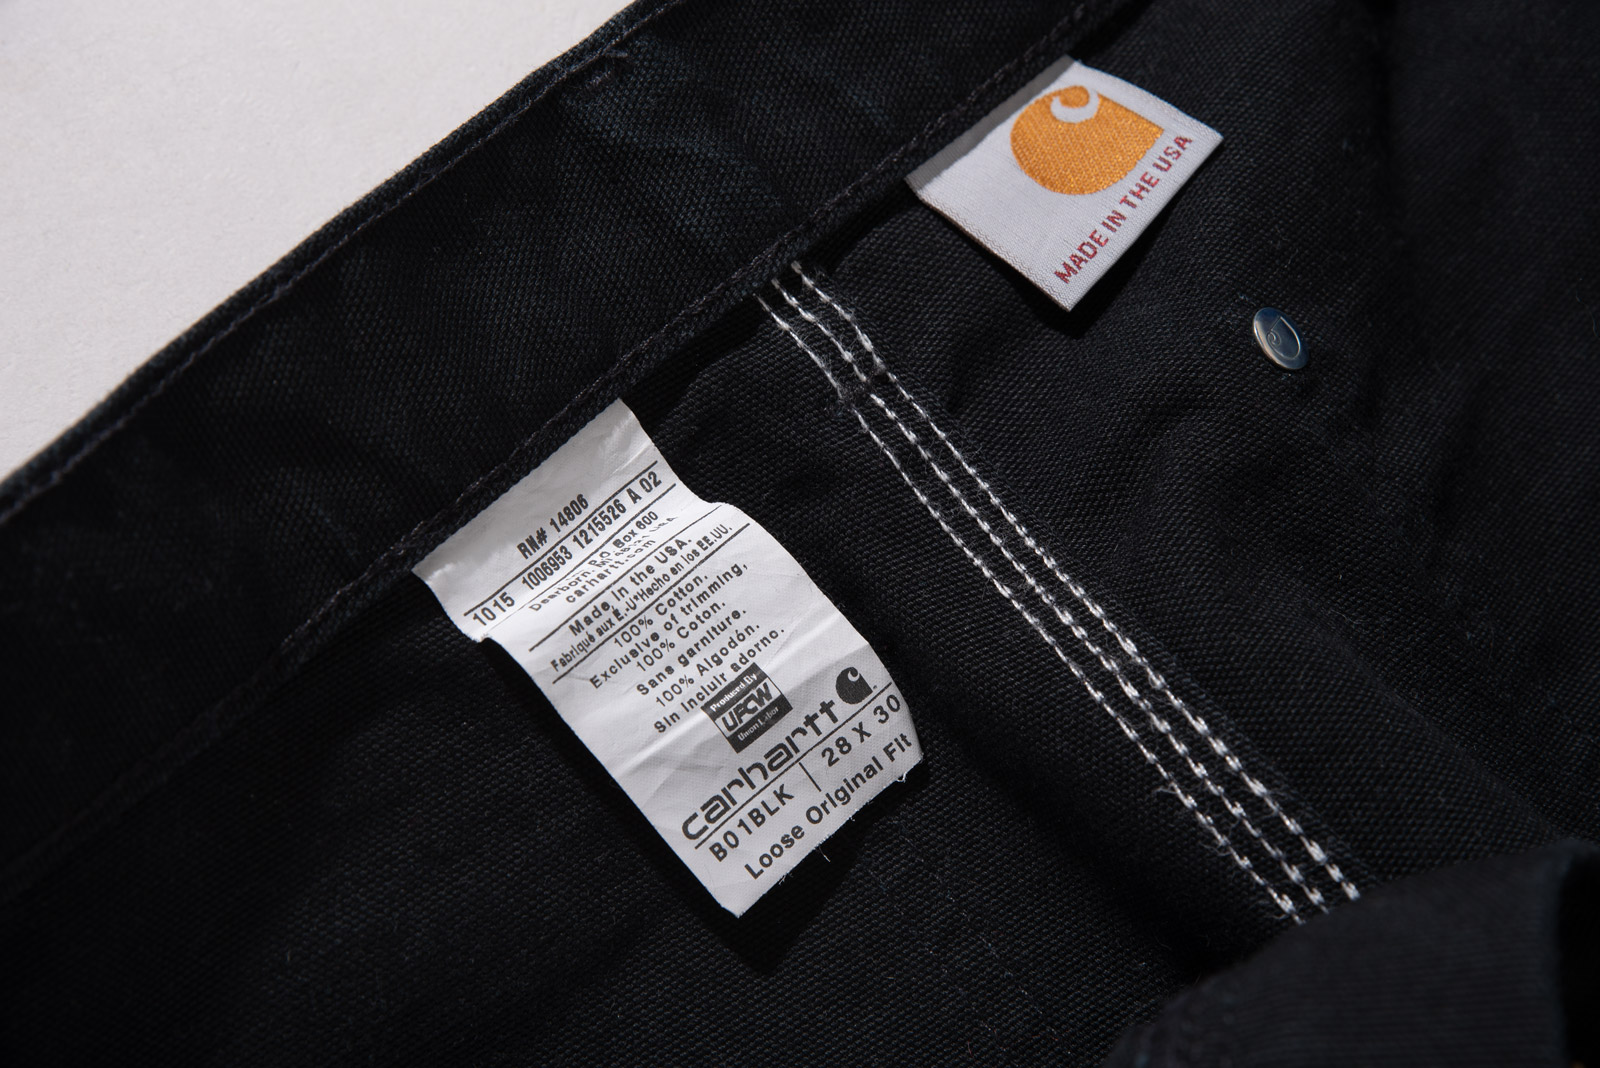 MADE IN THE USA
RN# 14806
1015 1006953 1215526 A 02
Dearborn, P.O. Box 600
carhartt.com
Made in the USA.
Fabriqué aux É.-U*Hecho en los EE.UU.
100% Cotton.
Exclusive of trimming,
100% Coton.
Sans garniture.
100% Algodón.
Sin incluir adorno.
Produced By
UFCW
Union Labor
carhartt
B01BLK | 28 X 30
Loose Original Fit